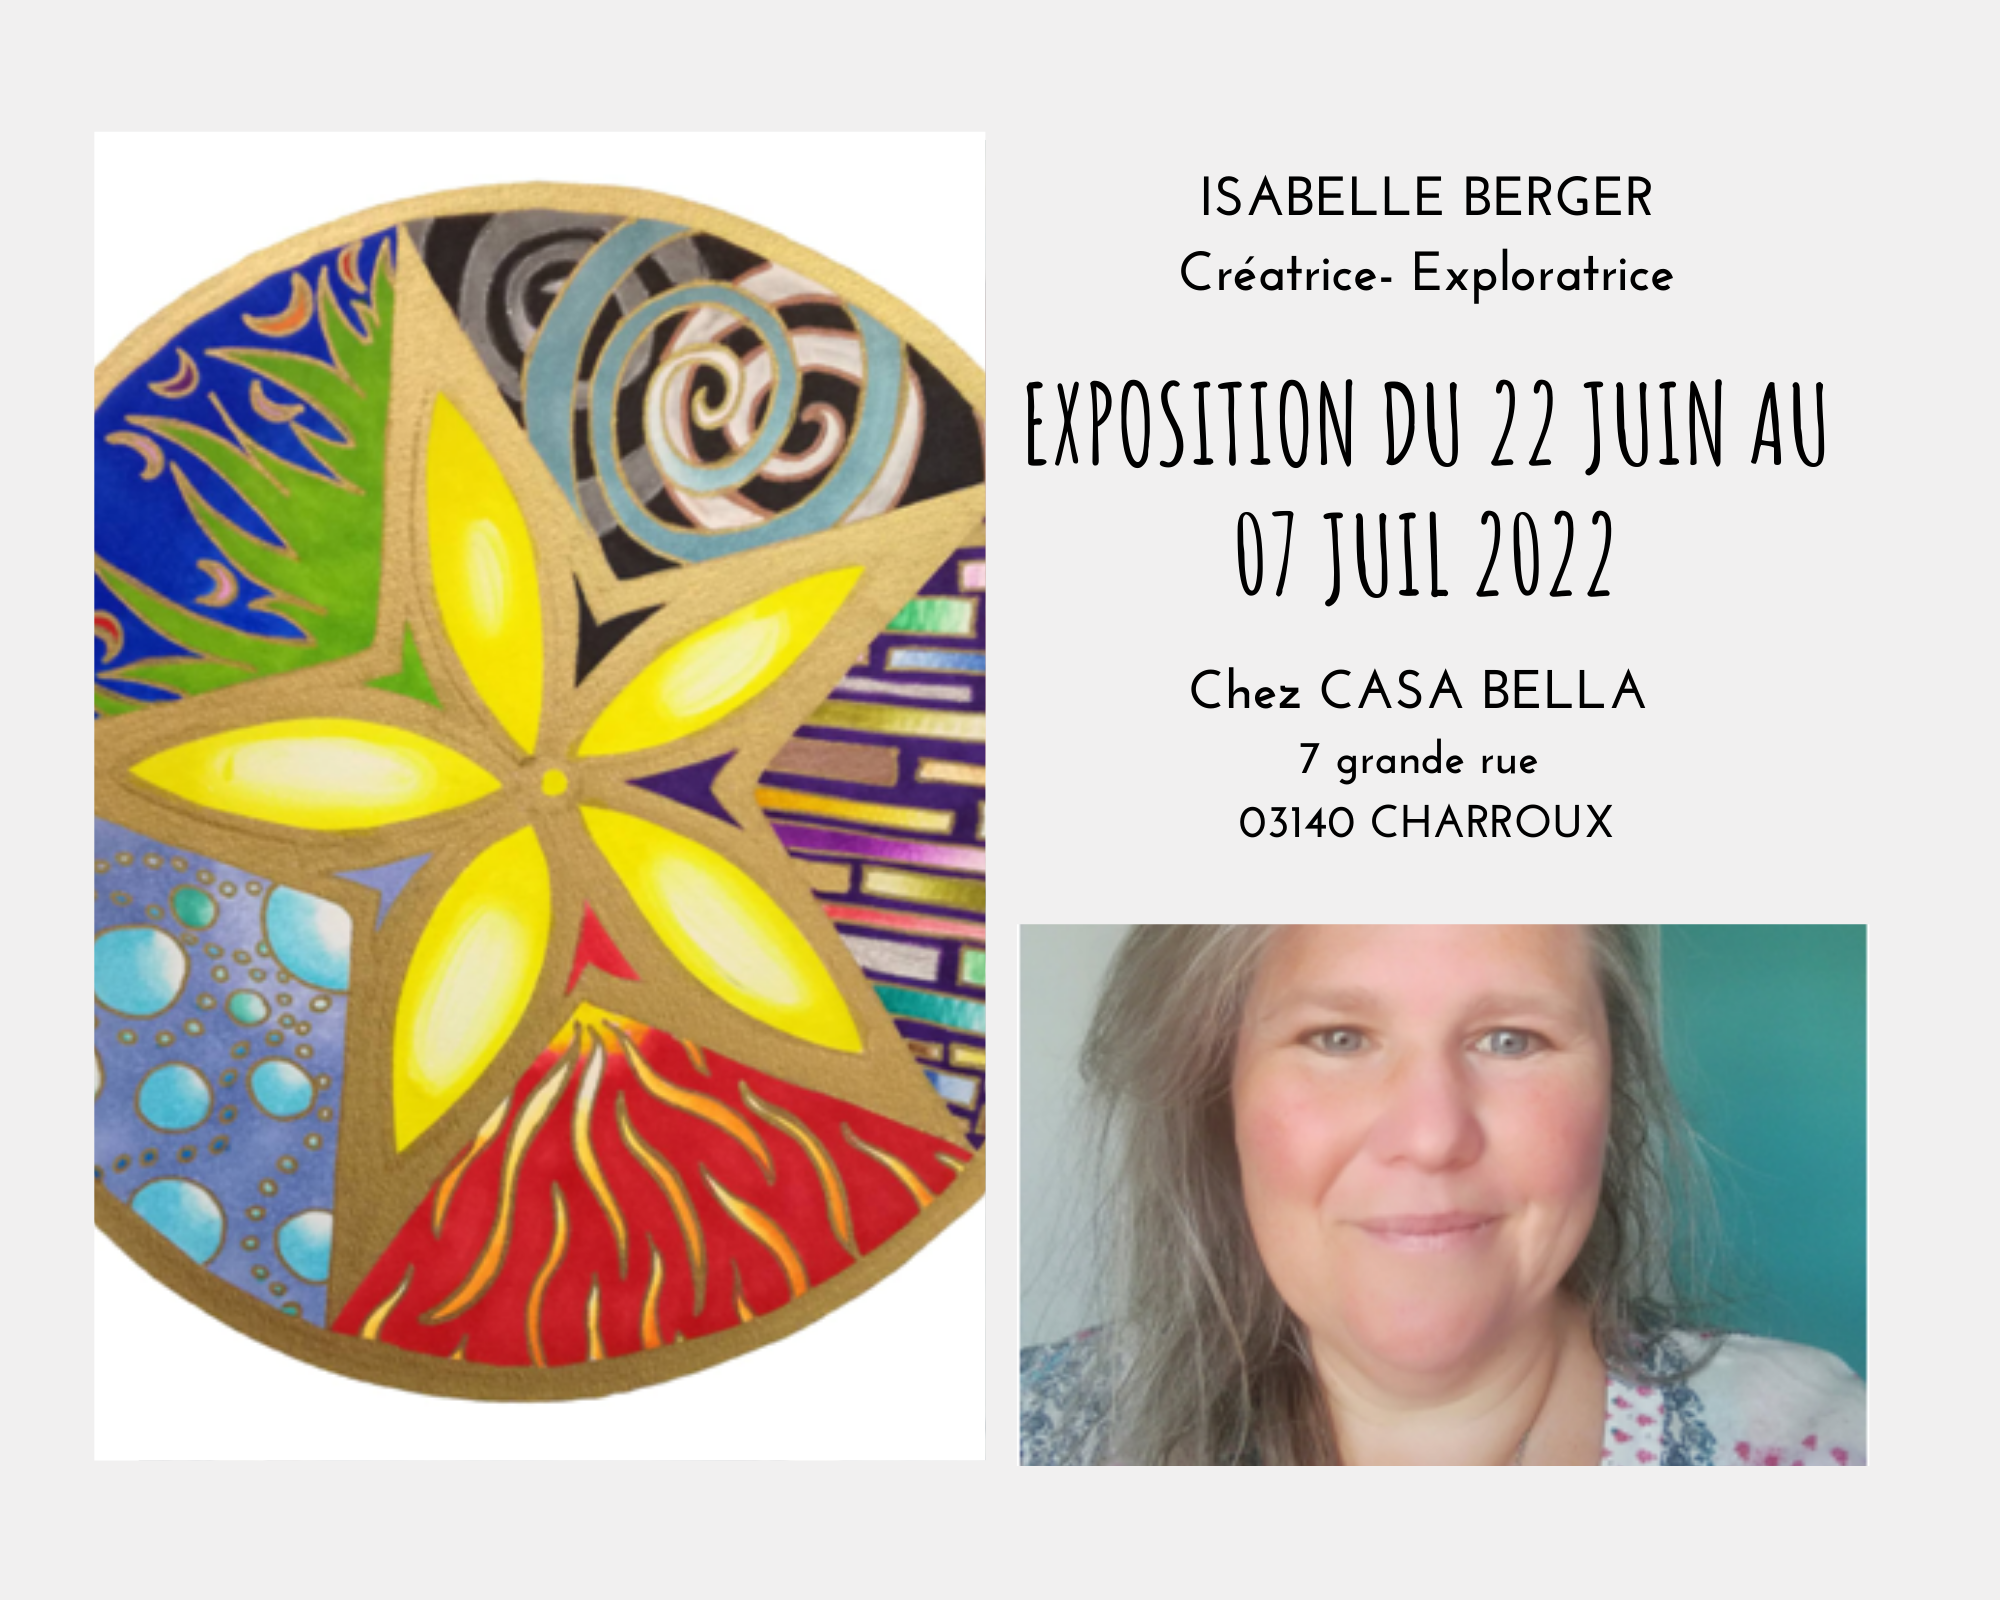 ISABELLE BERGER
Créatrice- Exploratrice
EXPOSITION DU 22 JUIN AU
07 JUIL 2022
Chez CASA BELLA
7 grande rue
03140 CHARROUX